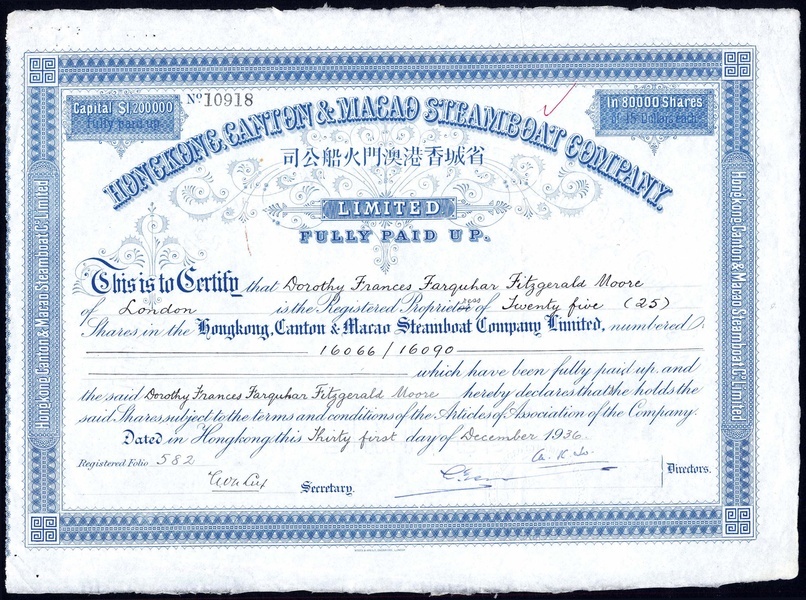 Capital $1,200,000
Fully paid up.
Nº 10918
In 80000 Shares
of 15 Dollars each
HONGKONG, CANTON & MACAO STEAMBOAT COMPANY,
司公船火門澳港香城省
LIMITED
FULLY PAID UP.
Hongkong Canton & Macao Steamboat Cº Limited
Hongkong Canton & Macao Steamboat Cº Limited
This is to Certify that Dorothy Frances Farquhar Fitzgerald Moore
of London is the Registered Proprietress of Twenty five (25)
Shares in the Hongkong, Canton & Macao Steamboat Company Limited, numbered
16066/16090
which have been fully paid up, and
the said Dorothy Frances Farquhar Fitzgerald Moore hereby declares that she holds the
said Shares subject to the terms and conditions of the Articles of Association of the Company.
Dated in Hongkong this Thirty first day of December 1936.
Registered Folio 582
Secretary.
Directors.